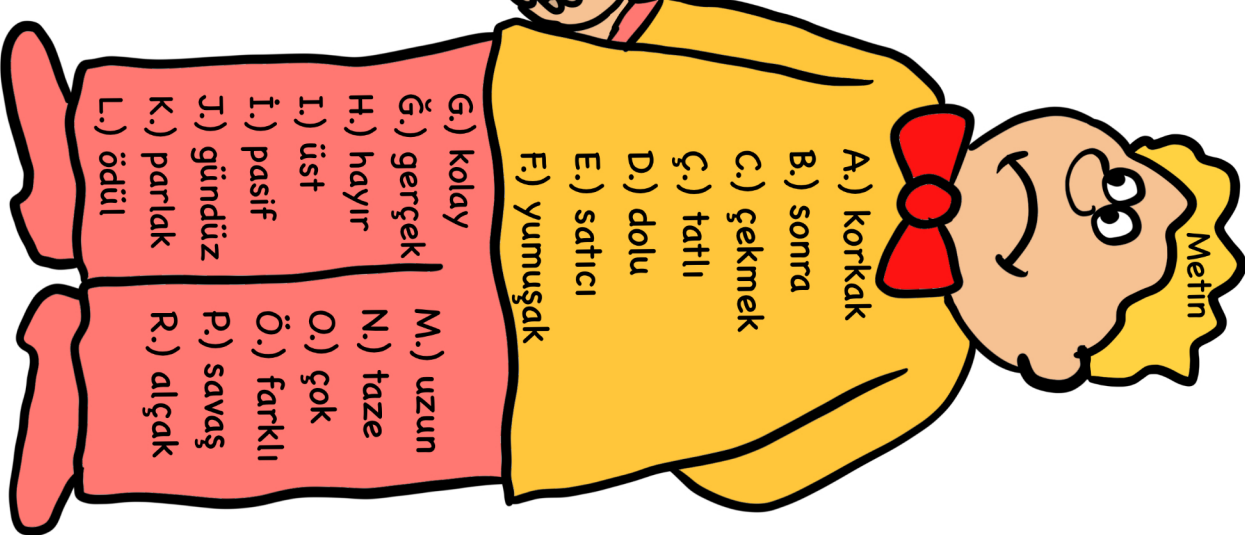 Metin
A.) korkak
B.) sonra
C.) çekmek
Ç.) tatlı
D.) dolu
E.) satıcı
F.) yumuşak
G.) kolay
Ğ.) gerçek
H.) hayır
I.) üst
İ.) pasif
J.) gündüz
K.) parlak
L.) ödül
M.) uzun
N.) taze
O.) çok
Ö.) farklı
P.) savaş
R.) alçak